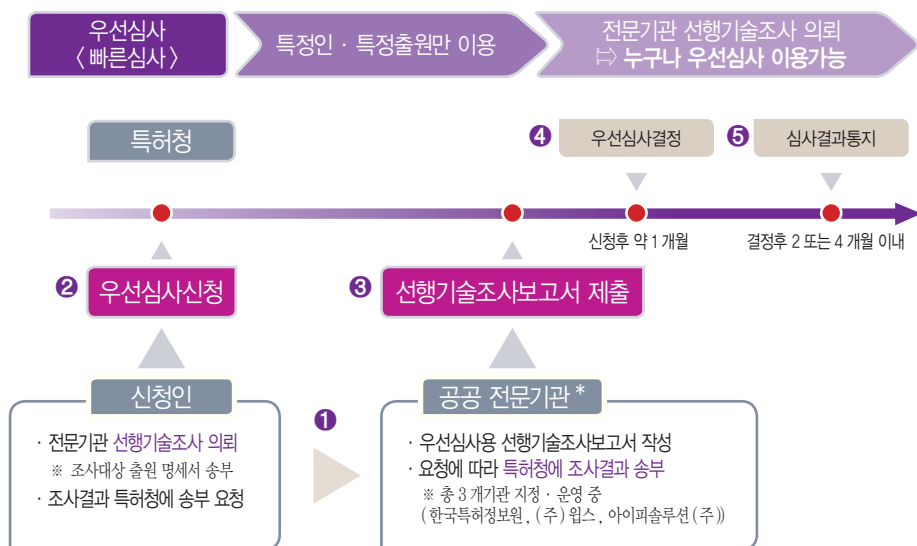 우선심사
〈 빠른심사 〉
특정인 · 특정출원만 이용
전문기관 선행기술조사 의뢰
⇨ 누구나 우선심사 이용가능
특허청
❹ 우선심사결정
❺ 심사결과통지
신청후 약 1 개월
결정후 2 또는 4 개월 이내
❷ 우선심사신청
❸ 선행기술조사보고서 제출
신청인
· 전문기관 선행기술조사 의뢰
※ 조사대상 출원 명세서 송부
· 조사결과 특허청에 송부 요청
❶
공공 전문기관 *
· 우선심사용 선행기술조사보고서 작성
· 요청에 따라 특허청에 조사결과 송부
※ 총 3 개기관 지정 · 운영 중
(한국특허정보원, (주) 윕스, 아이피솔루션 (주))